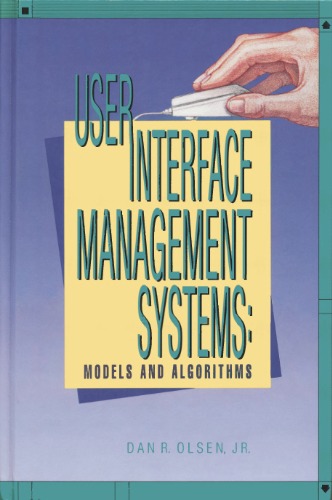 USER
INTERFACE
MANAGEMENT
SYSTEMS:
MODELS AND ALGORITHMS
DAN R. OLSEN, JR.